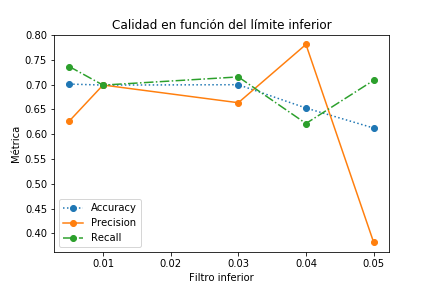 Calidad en función del límite inferior
Métrica
0.80
0.75
0.70
0.65
0.60
0.55
0.50
0.45
0.40
Accuracy
Precision
Recall
0.01
0.02
0.03
0.04
0.05
Filtro inferior